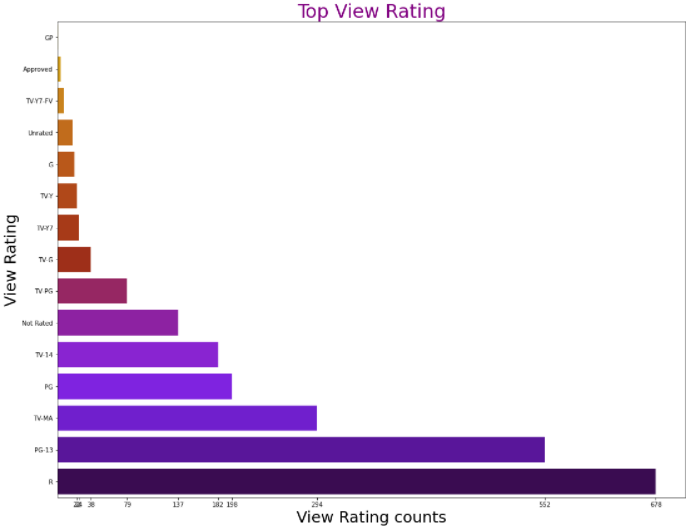 Top View Rating
View Rating
GP
Approved
TV-Y7-FV
Unrated
G
TV-Y
TV-Y7
TV-G
TV-PG
Not Rated
TV-14
PG
TV-MA
PG-13
R
38 79 137 182 198 294 552 678
View Rating counts